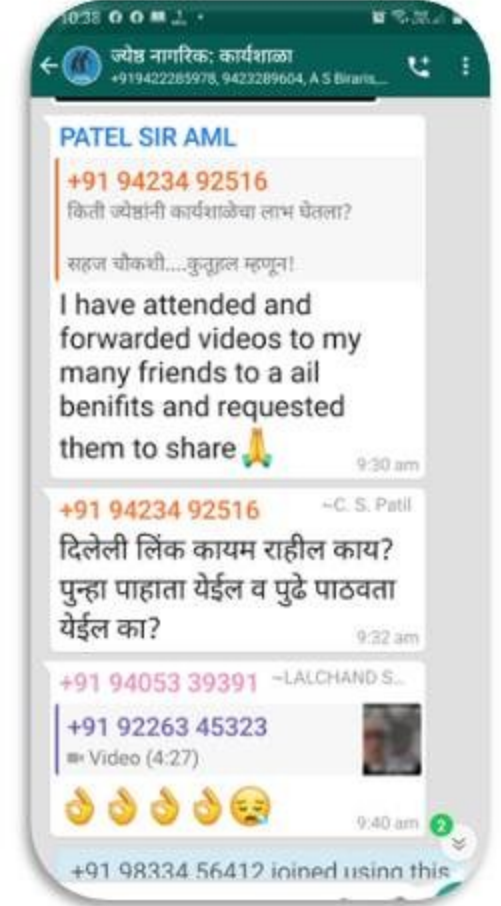 10:38
ज्येष्ठ नागरिक: कार्यशाळा
+919422285978, 9423289604, A S Biraris,...
PATEL SIR AML
+91 94234 92516
किती ज्येष्ठांनी कार्यशाळेचा लाभ घेतला?
सहज चौकशी....कुतूहल म्हणून!
I have attended and
forwarded videos to my
many friends to a ail
benifits and requested
them to share 🙏
9:30 am
+91 94234 92516 ~C. S. Patil
दिलेली लिंक कायम राहील काय?
पुन्हा पाहाता येईल व पुढे पाठवता
येईल का?
9:32 am
+91 94053 39391 ~LALCHAND S...
+91 92263 45323
Video (4:27)
👌👌👌👌😪
9:40 am
2
+91 98334 56412 joined using this